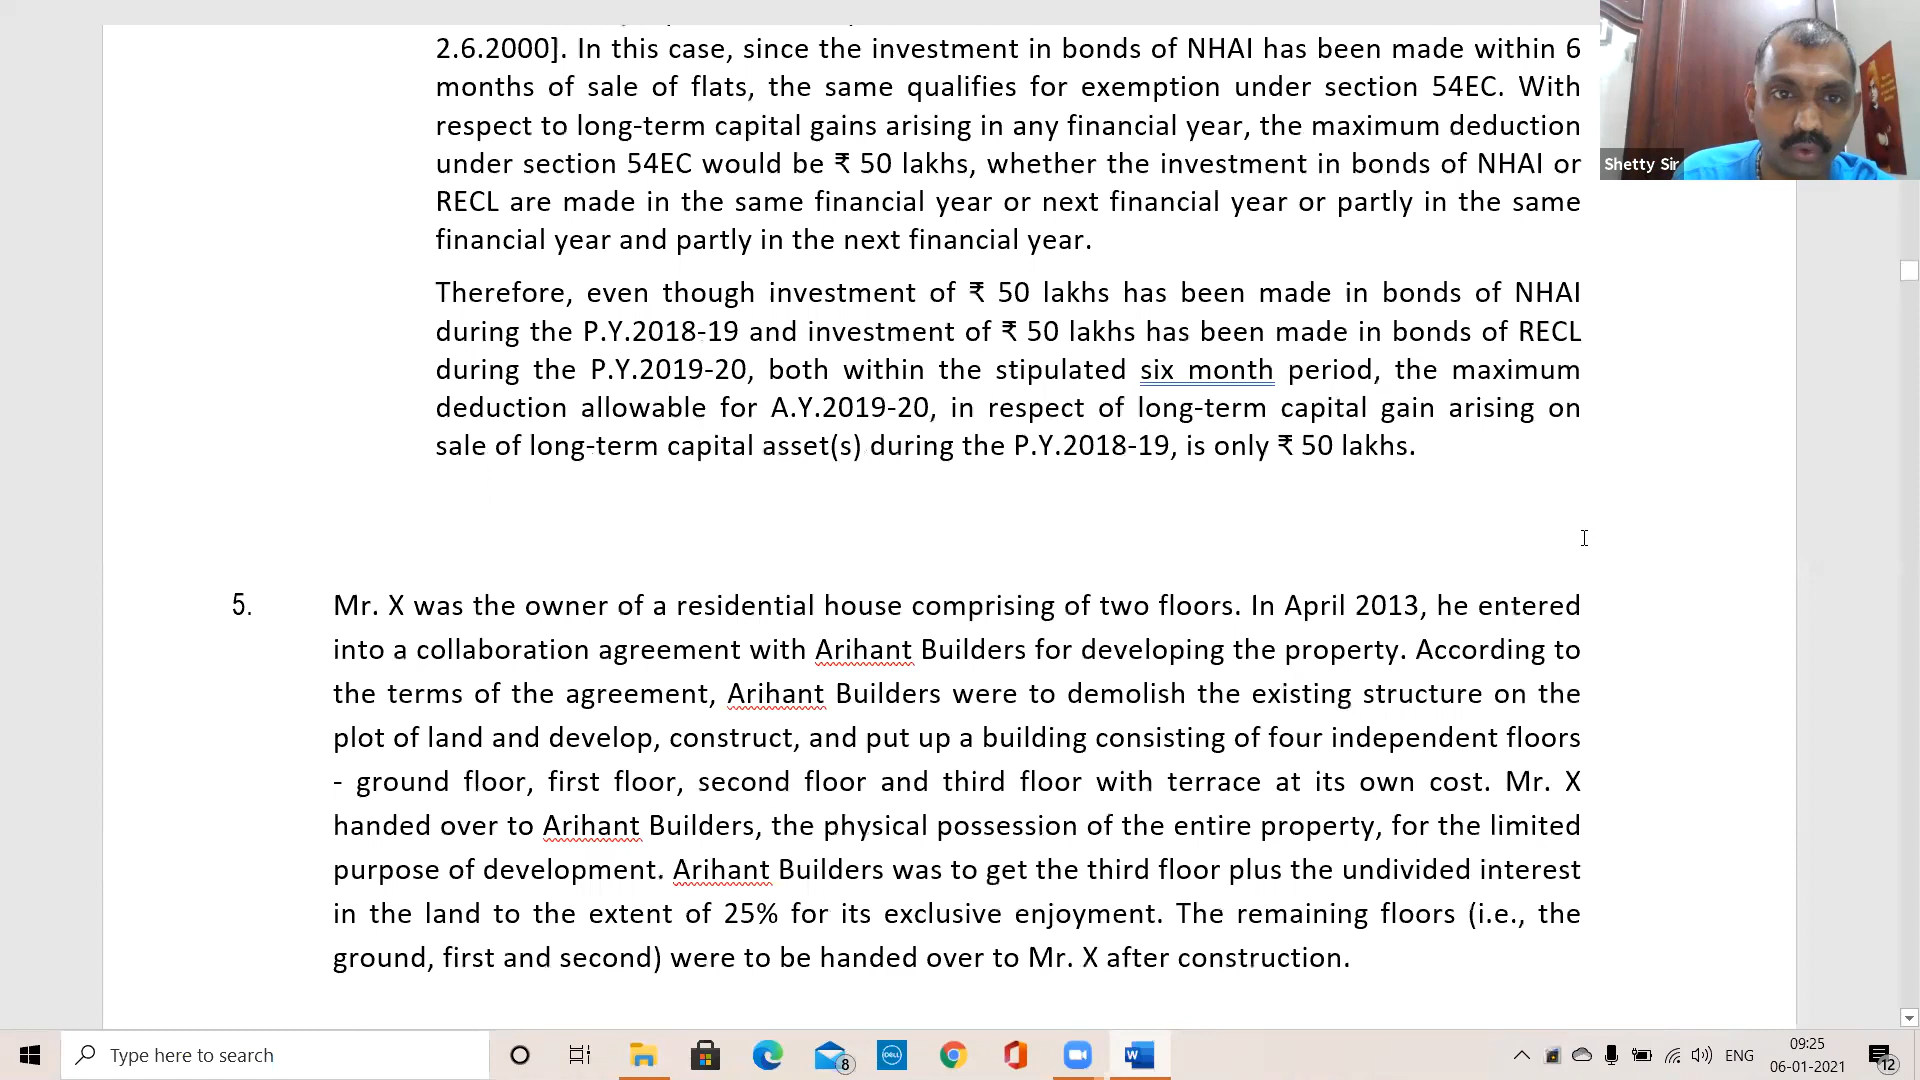 2.6.2000]. In this case, since the investment in bonds of NHAI has been made within 6
months of sale of flats, the same qualifies for exemption under section 54EC. With
respect to long-term capital gains arising in any financial year, the maximum deduction
under section 54EC would be ₹ 50 lakhs, whether the investment in bonds of NHAI or
RECL are made in the same financial year or next financial year or partly in the same
financial year and partly in the next financial year.
Shetty Sir
Therefore, even though investment of ₹ 50 lakhs has been made in bonds of NHAI
during the P.Y.2018-19 and investment of ₹ 50 lakhs has been made in bonds of RECL
during the P.Y.2019-20, both within the stipulated six month period, the maximum
deduction allowable for A.Y.2019-20, in respect of long-term capital gain arising on
sale of long-term capital asset(s) during the P.Y.2018-19, is only ₹ 50 lakhs.
5. Mr. X was the owner of a residential house comprising of two floors. In April 2013, he entered
into a collaboration agreement with Arihant Builders for developing the property. According to
the terms of the agreement, Arihant Builders were to demolish the existing structure on the
plot of land and develop, construct, and put up a building consisting of four independent floors
- ground floor, first floor, second floor and third floor with terrace at its own cost. Mr. X
handed over to Arihant Builders, the physical possession of the entire property, for the limited
purpose of development. Arihant Builders was to get the third floor plus the undivided interest
in the land to the extent of 25% for its exclusive enjoyment. The remaining floors (i.e., the
ground, first and second) were to be handed over to Mr. X after construction.
Type here to search
8
DELL
W
ENG
09:25
06-01-2021
12